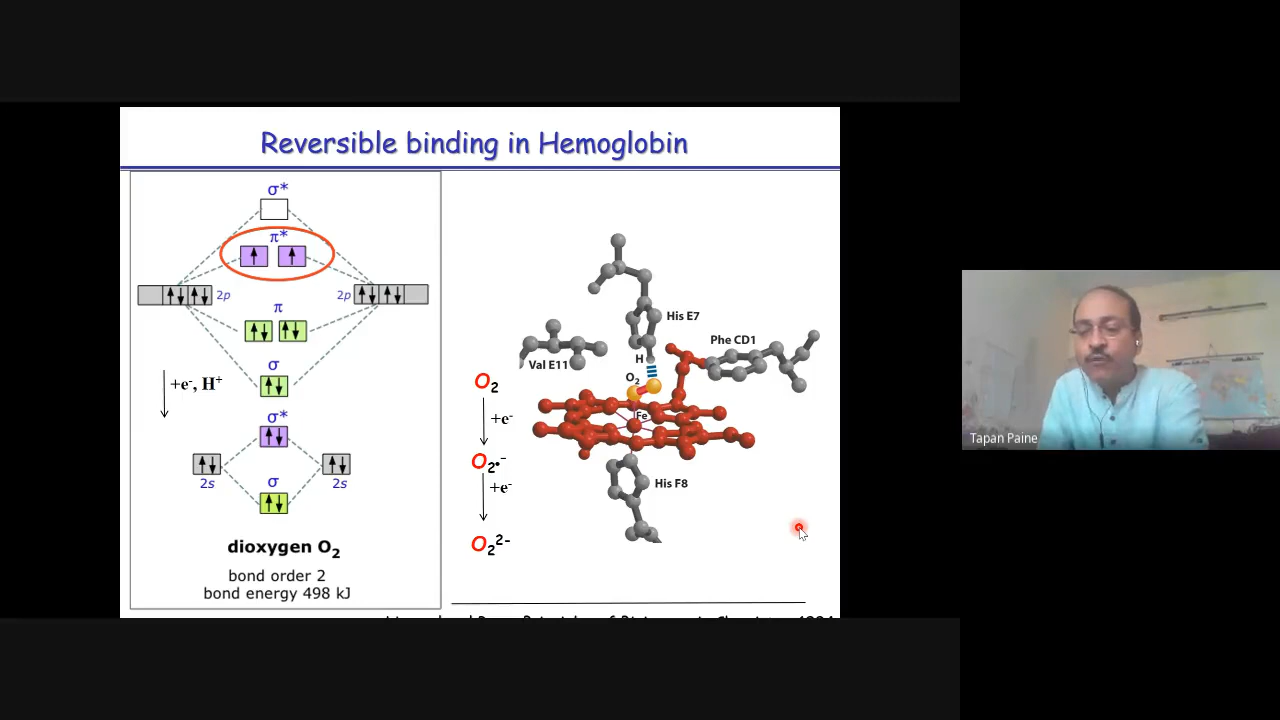 Reversible binding in Hemoglobin
σ*
π*
2p
2p
π
σ
+e⁻, H⁺
σ*
2s
2s
σ
dioxygen O₂
bond order 2
bond energy 498 kJ
O₂
+e⁻
O₂•⁻
+e⁻
O₂²⁻
His E7
Phe CD1
Val E11
H
O₂
Fe
His F8
Tapan Paine